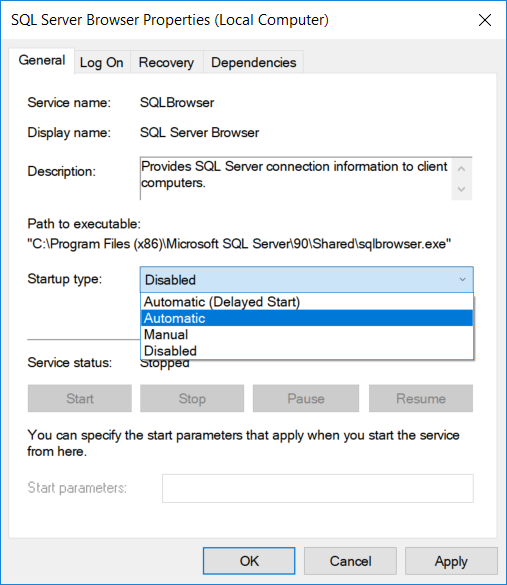 SQL Server Browser Properties (Local Computer)
General Log On Recovery Dependencies
Service name: SQLBrowser
Display name: SQL Server Browser
Description: Provides SQL Server connection information to client
computers.
Path to executable:
"C:\Program Files (x86)\Microsoft SQL Server\90\Shared\sqlbrowser.exe"
Startup type: Disabled
Automatic (Delayed Start)
Automatic
Manual
Disabled
Service status: Stopped
Start Stop Pause Resume
You can specify the start parameters that apply when you start the service
from here.
Start parameters:
OK Cancel Apply